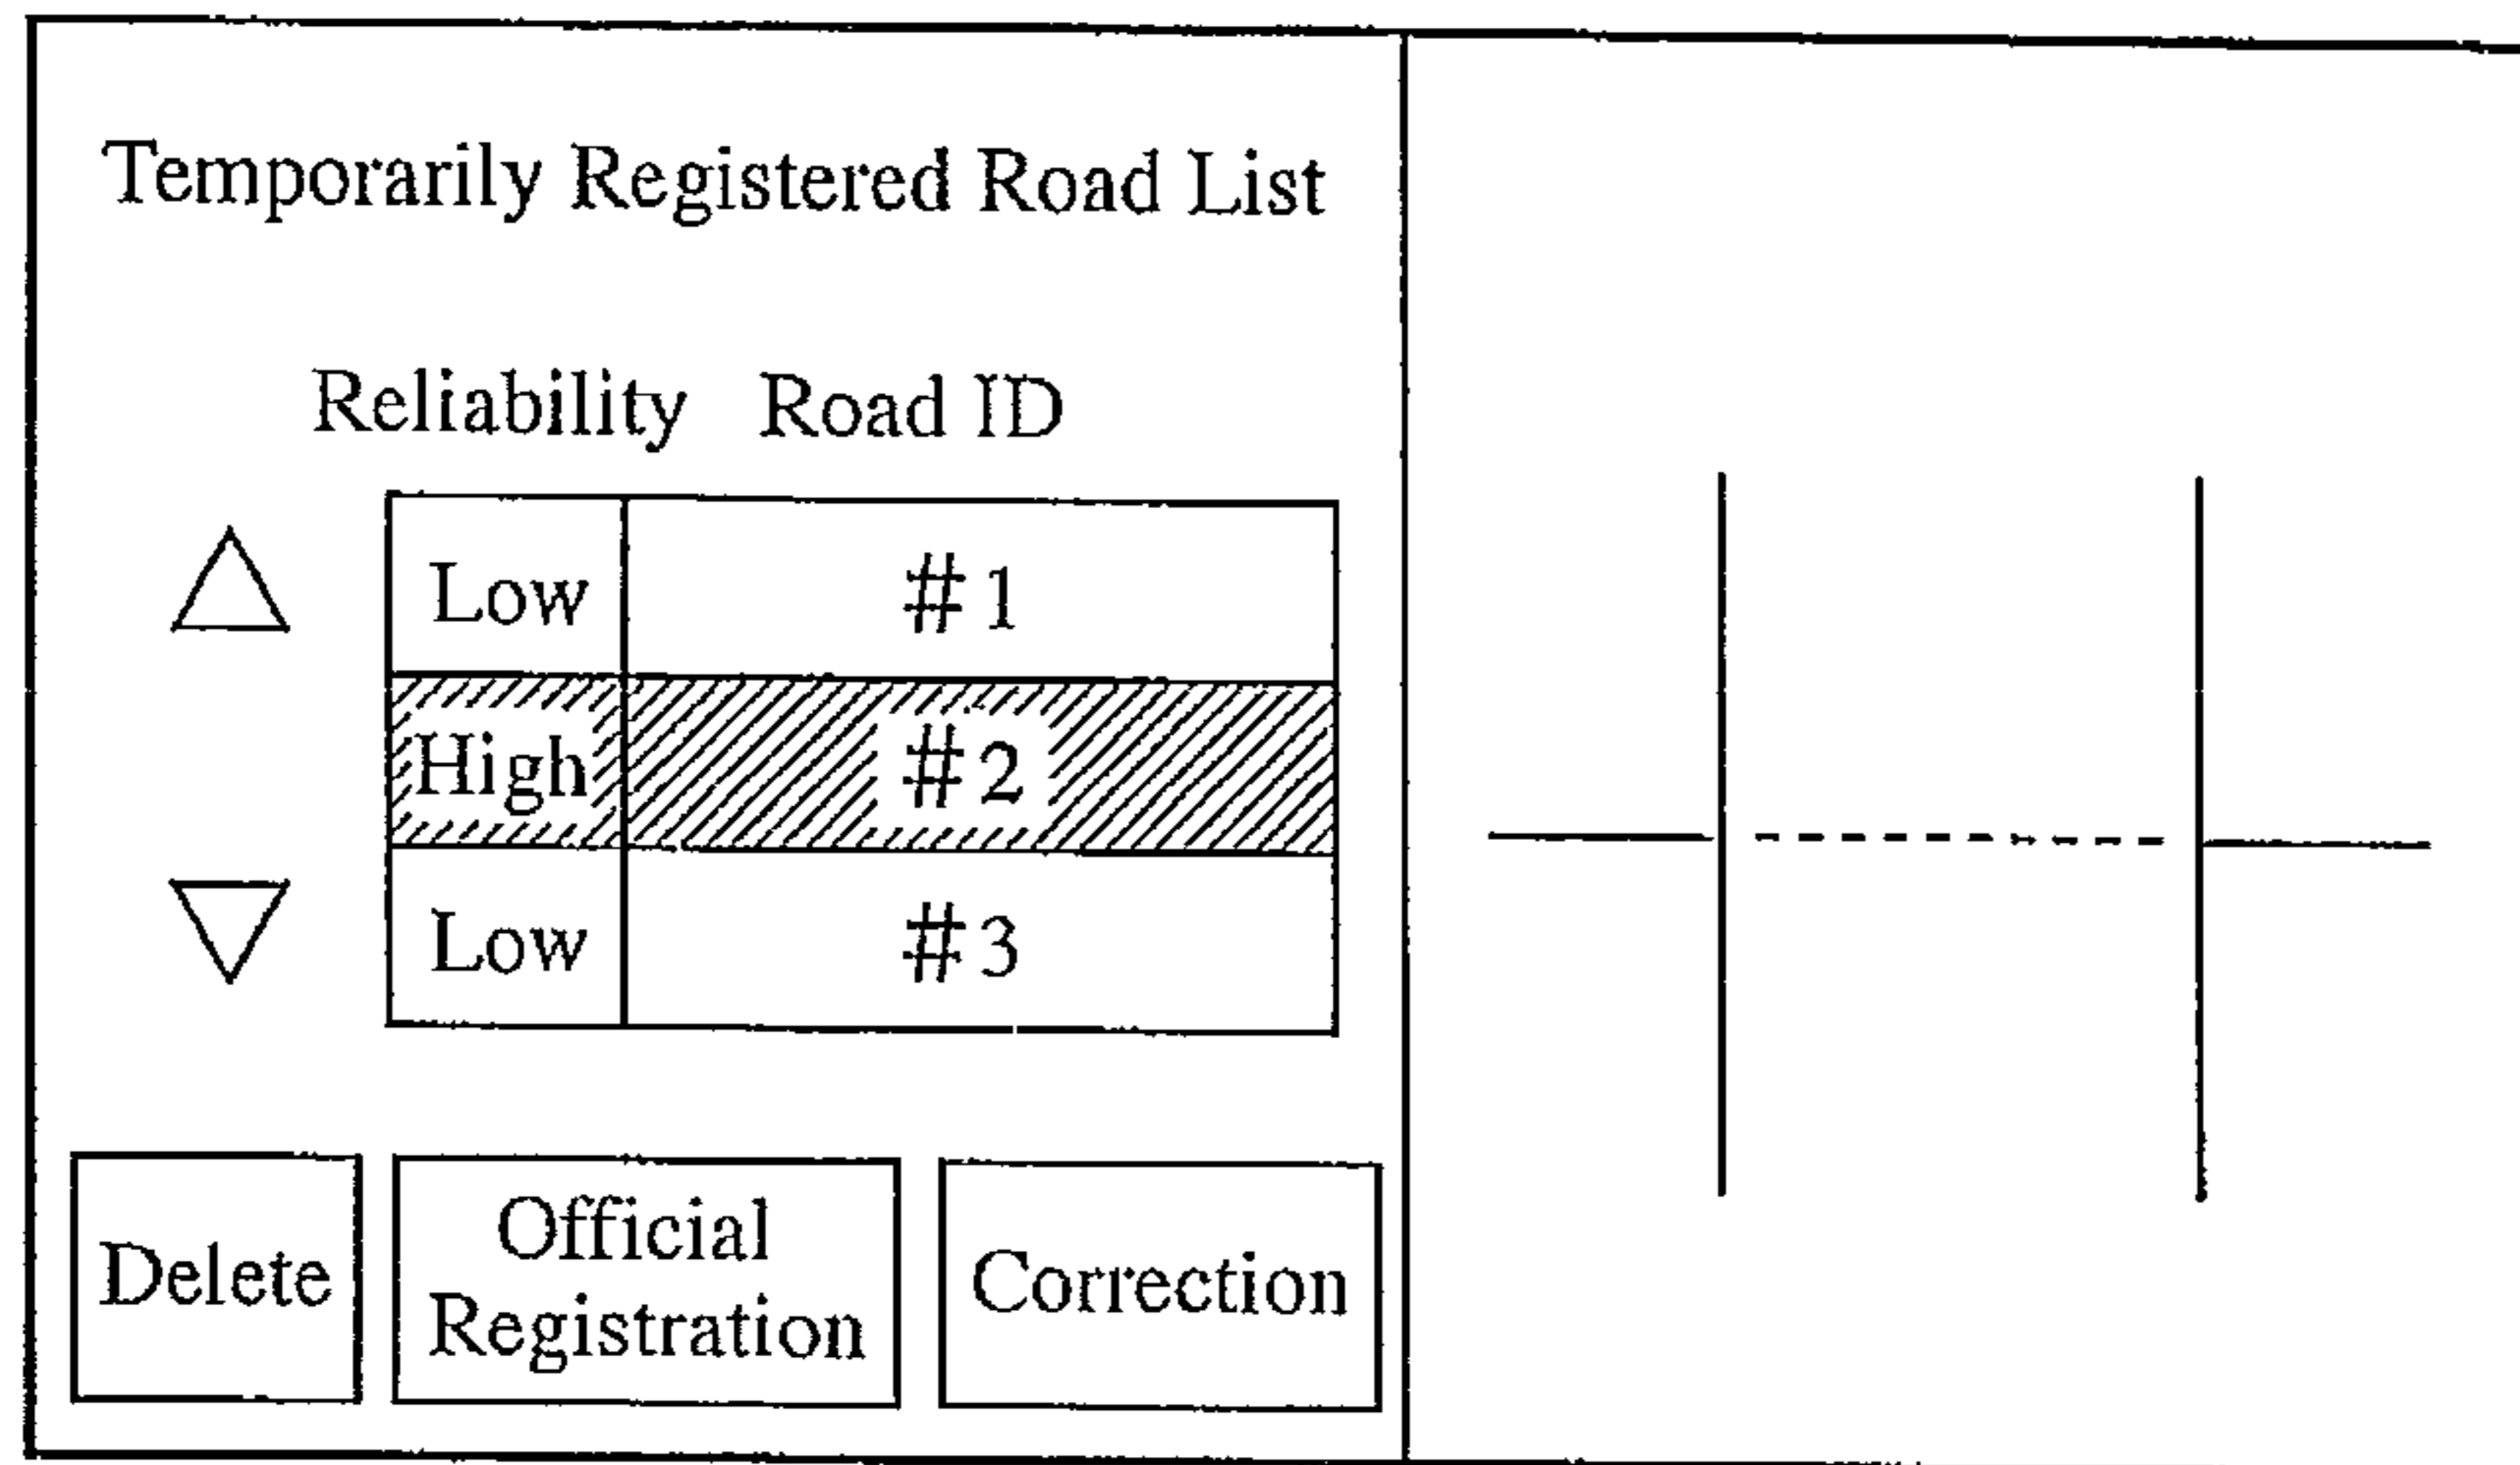 Temporarily Registered Road List
Reliability Road ID
Low #1
High #2
Low #3
Delete
Official
Registration
Correction